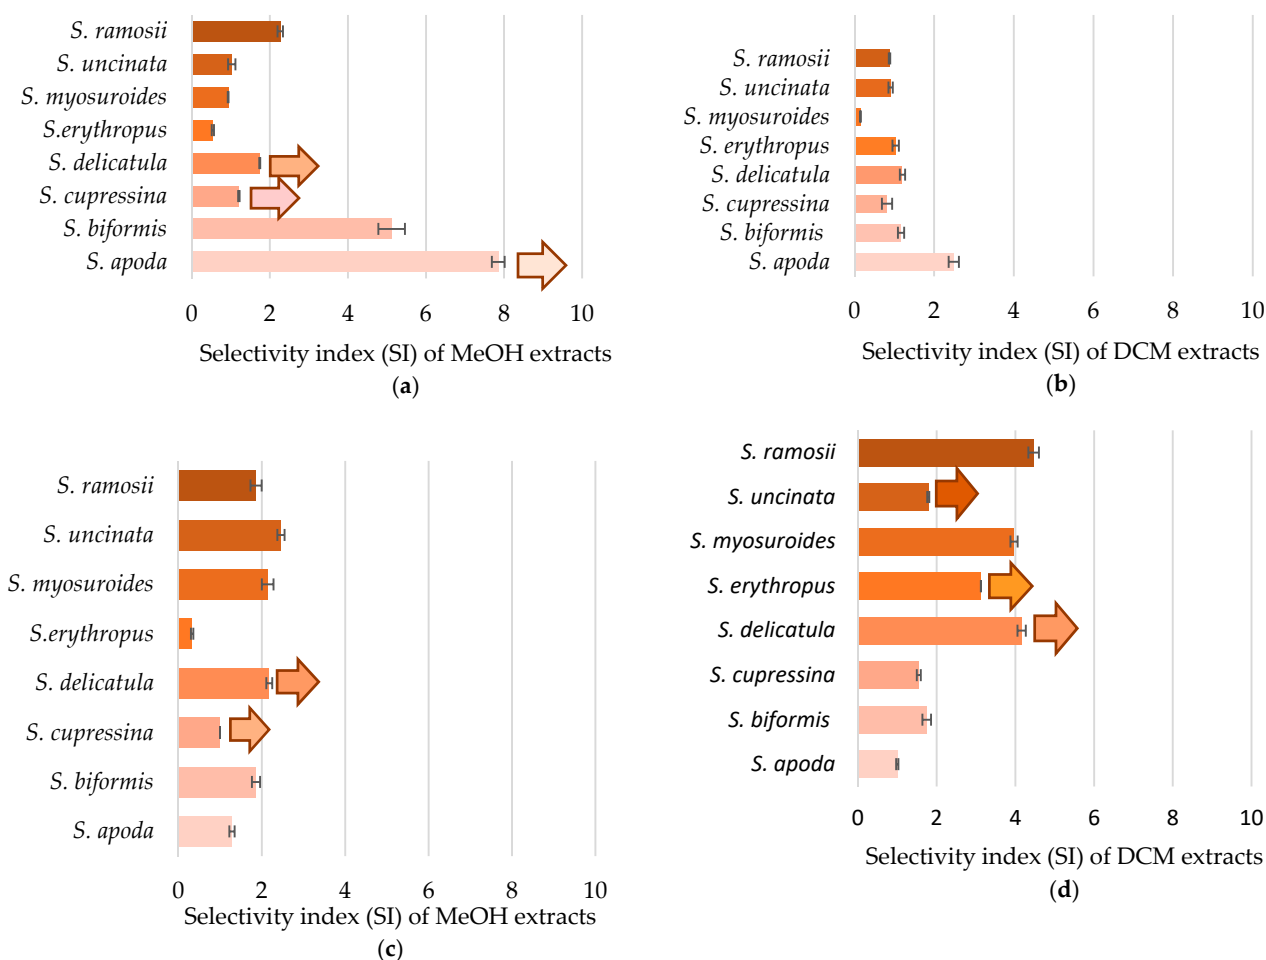 S. ramosii
S. uncinata
S. myosuroides
S.erythropus
S. delicatula
S. cupressina
S. biformis
S. apoda
0 2 4 6 8 10
Selectivity index (SI) of MeOH extracts
(a)
S. ramosii
S. uncinata
S. myosuroides
S. erythropus
S. delicatula
S. cupressina
S. biformis
S. apoda
0 2 4 6 8 10
Selectivity index (SI) of DCM extracts
(b)
S. ramosii
S. uncinata
S. myosuroides
S.erythropus
S. delicatula
S. cupressina
S. biformis
S. apoda
0 2 4 6 8 10
Selectivity index (SI) of MeOH extracts
(c)
S. ramosii
S. uncinata
S. myosuroides
S. erythropus
S. delicatula
S. cupressina
S. biformis
S. apoda
0 2 4 6 8 10
Selectivity index (SI) of DCM extracts
(d)